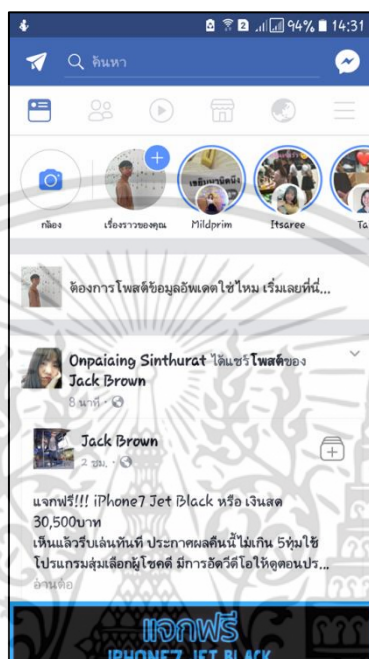 94% 14:31
ค้นหา
กล้อง
เรื่องราวของคุณ
Mildprim
Itsaree
Ta
ต้องการโพสต์ข้อมูลอัพเดตใช่ไหม เริ่มเลยที่นี่...
Onpaiaing Sinthurat ได้แชร์โพสต์ของ
Jack Brown
8 นาที
Jack Brown
2 ชม.
แจกฟรี!!! iPhone7 Jet Black หรือ เงินสด
30,500บาท
เห็นแล้วรีบเล่นทันที ประกาศผลคืนนี้ไม่เกิน 5ทุ่มใช้
โปรแกรมสุ่มเลือกผู้โชคดี มีการอัดวีดีโอให้ดูตอนปร...
อ่านต่อ
แจกฟรี
IPHONE7 JET BLACK